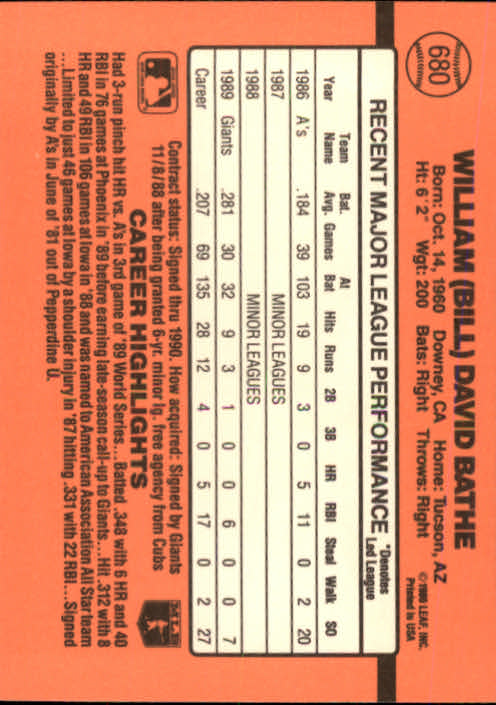 680
WILLIAM (BILL) DAVID BATHE
Born: Oct. 14, 1960 Downey, CA Home: Tucson, AZ
Ht: 6' 2" Wgt: 200 Bats: Right Throws: Right
©1989 LEAF, INC.
Printed in USA
RECENT MAJOR LEAGUE PERFORMANCE *Denotes Led League
Year Team Name Bat. Avg. Games At Bat Hits Runs 2B 3B HR RBI Steal Walk SO
1986 A's .184 39 103 19 9 3 0 5 11 0 2 20
1987 MINOR LEAGUES
1988 MINOR LEAGUES
1989 Giants .281 30 32 9 3 1 0 0 6 0 0 7
Career .207 69 135 28 12 4 0 5 17 0 2 27
Contract status: Signed thru 1990. How acquired: Signed by Giants
11/8/88 after being granted 6-yr. minor lg. free agency from Cubs
CAREER HIGHLIGHTS
MLB
Had 3-run pinch hit HR vs. A's in 3rd game of '89 World Series...Batted .348 with 6 HR and 40
RBI in 76 games at Phoenix in '89 before earning late-season call-up to Giants...Hit .312 with 8
HR and 49 RBI in 106 games at Iowa in '88 and was named to American Association All Star team
...Limited to just 46 games at Iowa by a shoulder injury in '87 hitting .331 with 22 RBI...Signed
originally by A's in June of '81 out of Pepperdine U.